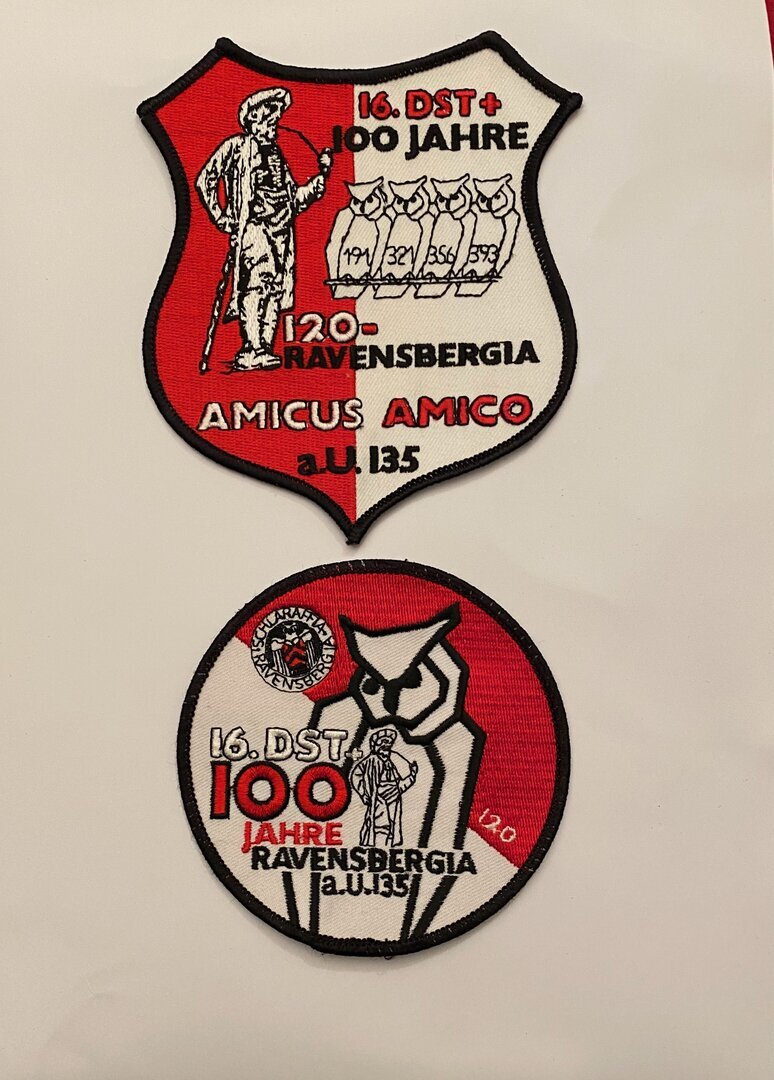 16. DST +
100 JAHRE
191 321 356 393
120-
RAVENSBERGIA
AMICUS AMICO
a.U. 135
SCHLARAFFIA
RAVENSBERGIA
16. DST +
100
JAHRE
RAVENSBERGIA
a.U.135
120